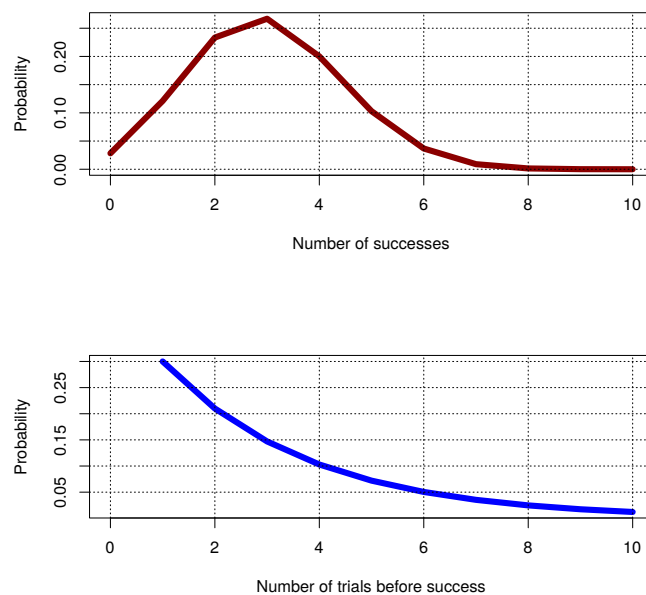 Probability
0.20
0.10
0.00
0 2 4 6 8 10
Number of successes
Probability
0.25
0.15
0.05
0 2 4 6 8 10
Number of trials before success